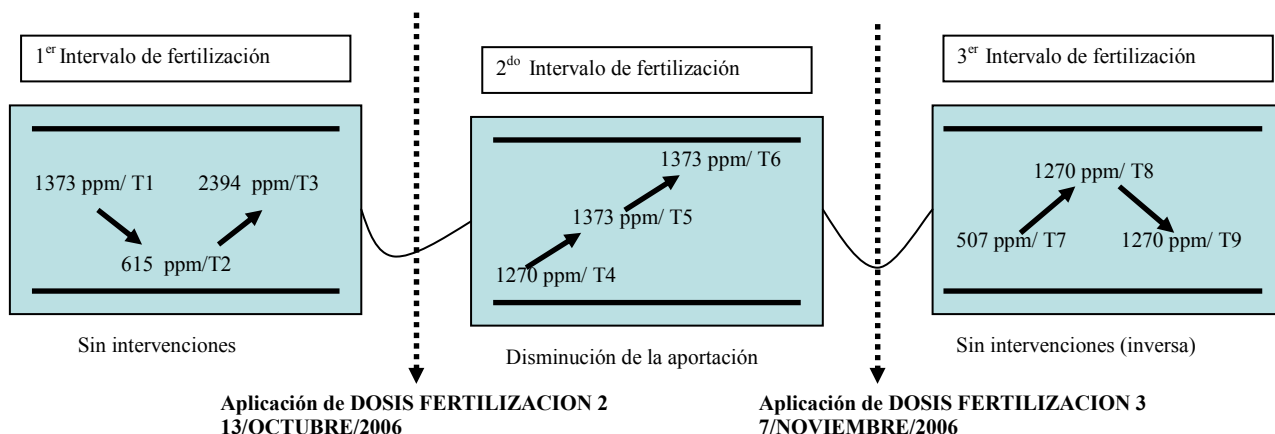 1er Intervalo de fertilización
1373 ppm/ T1
2394 ppm/T3
615 ppm/T2
Sin intervenciones
2do Intervalo de fertilización
1373 ppm/ T6
1373 ppm/ T5
1270 ppm/ T4
Disminución de la aportación
3er Intervalo de fertilización
1270 ppm/ T8
507 ppm/ T7
1270 ppm/ T9
Sin intervenciones (inversa)
Aplicación de DOSIS FERTILIZACION 2
13/OCTUBRE/2006
Aplicación de DOSIS FERTILIZACION 3
7/NOVIEMBRE/2006